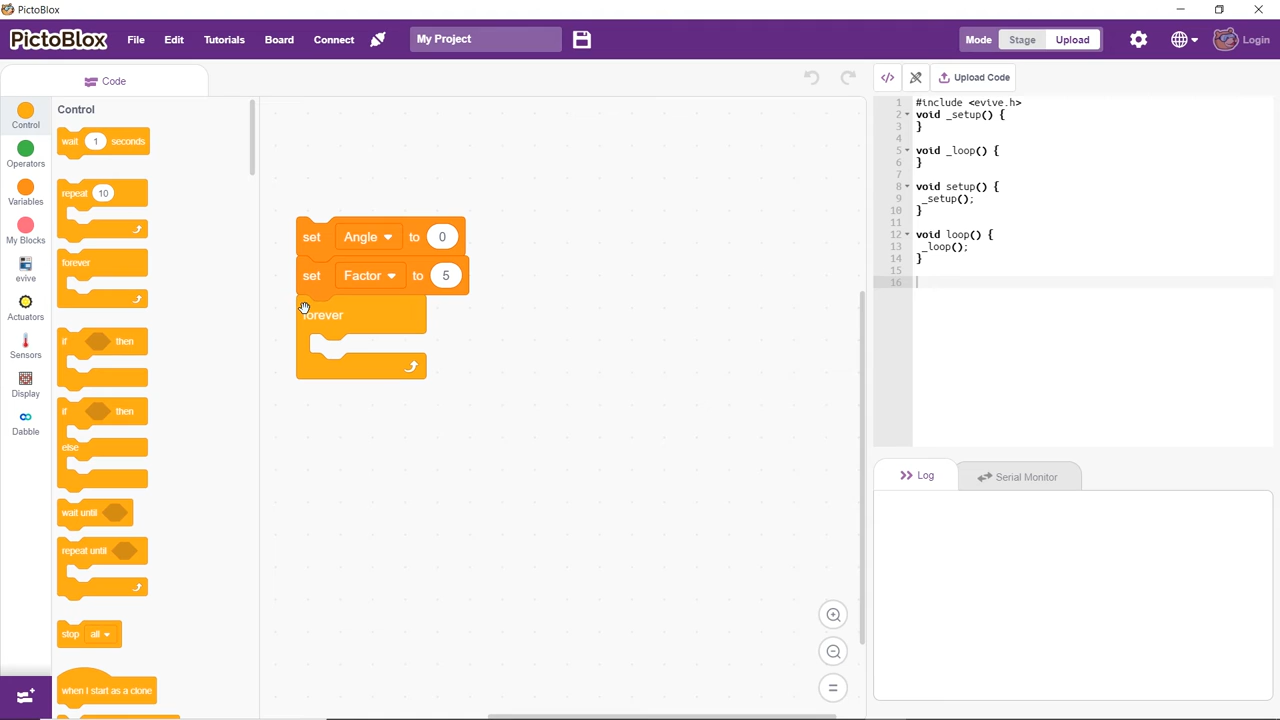 PictoBlox
PictoBlox File Edit Tutorials Board Connect My Project Mode Stage Upload Login
Code
Upload Code
Control
Operators
Variables
My Blocks
evive
Actuators
Sensors
Display
Dabble
Control
wait 1 seconds
repeat 10
forever
if then
if then
else
wait until
repeat until
stop all
when I start as a clone
set Angle to 0
set Factor to 5
forever
1 #include <evive.h>
2 void _setup() {
3 }
4
5 void _loop() {
6 }
7
8 void setup() {
9 _setup();
10 }
11
12 void loop() {
13 _loop();
14 }
15
16
Log
Serial Monitor